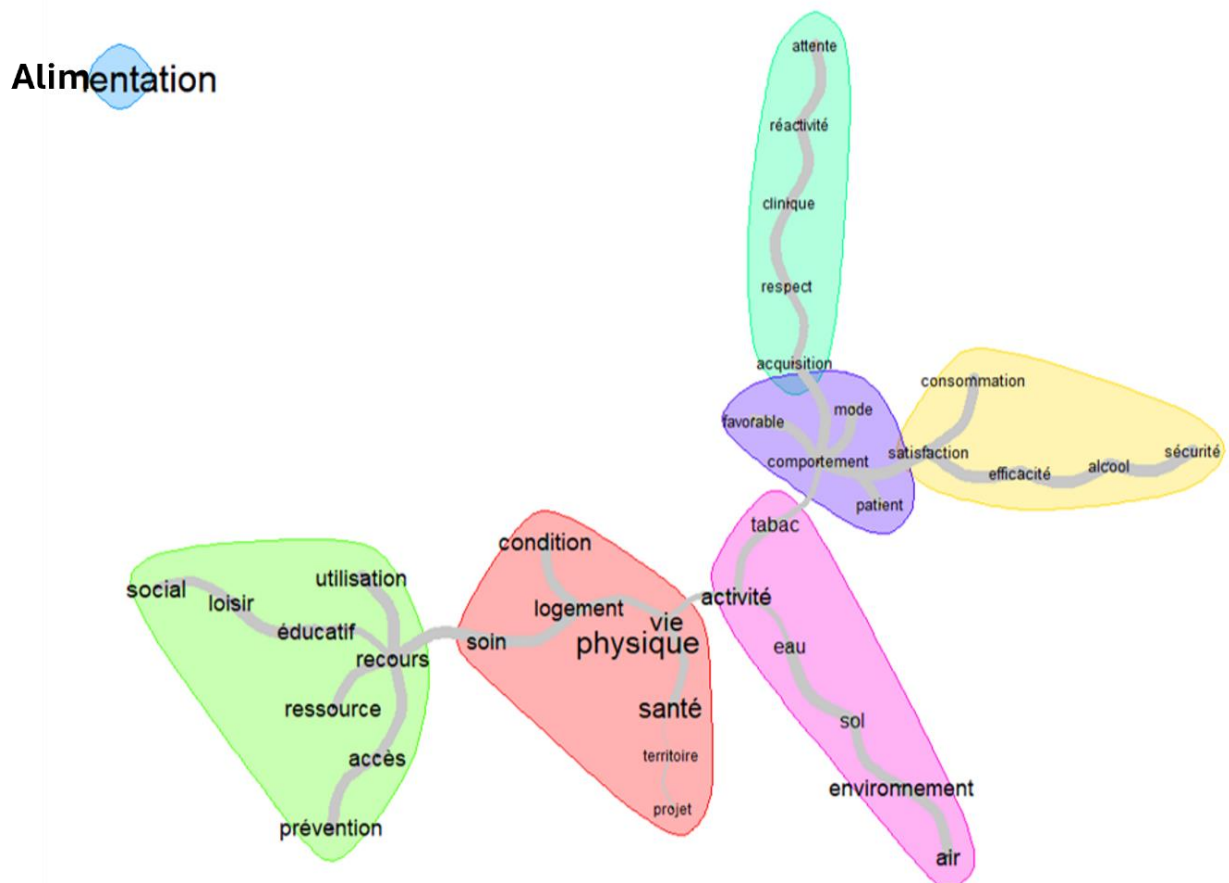 attente
Alimentation
réactivité
clinique
respect
acquisition
consommation
mode
favorable
satisfaction
sécurité
comportement
alcool
efficacité
patient
tabac
condition
utilisation
social
activité
loisir
logement
vie
éducatif
soin
physique
eau
recours
ressource
santé
sol
territoire
accès
environnement
projet
prévention
air